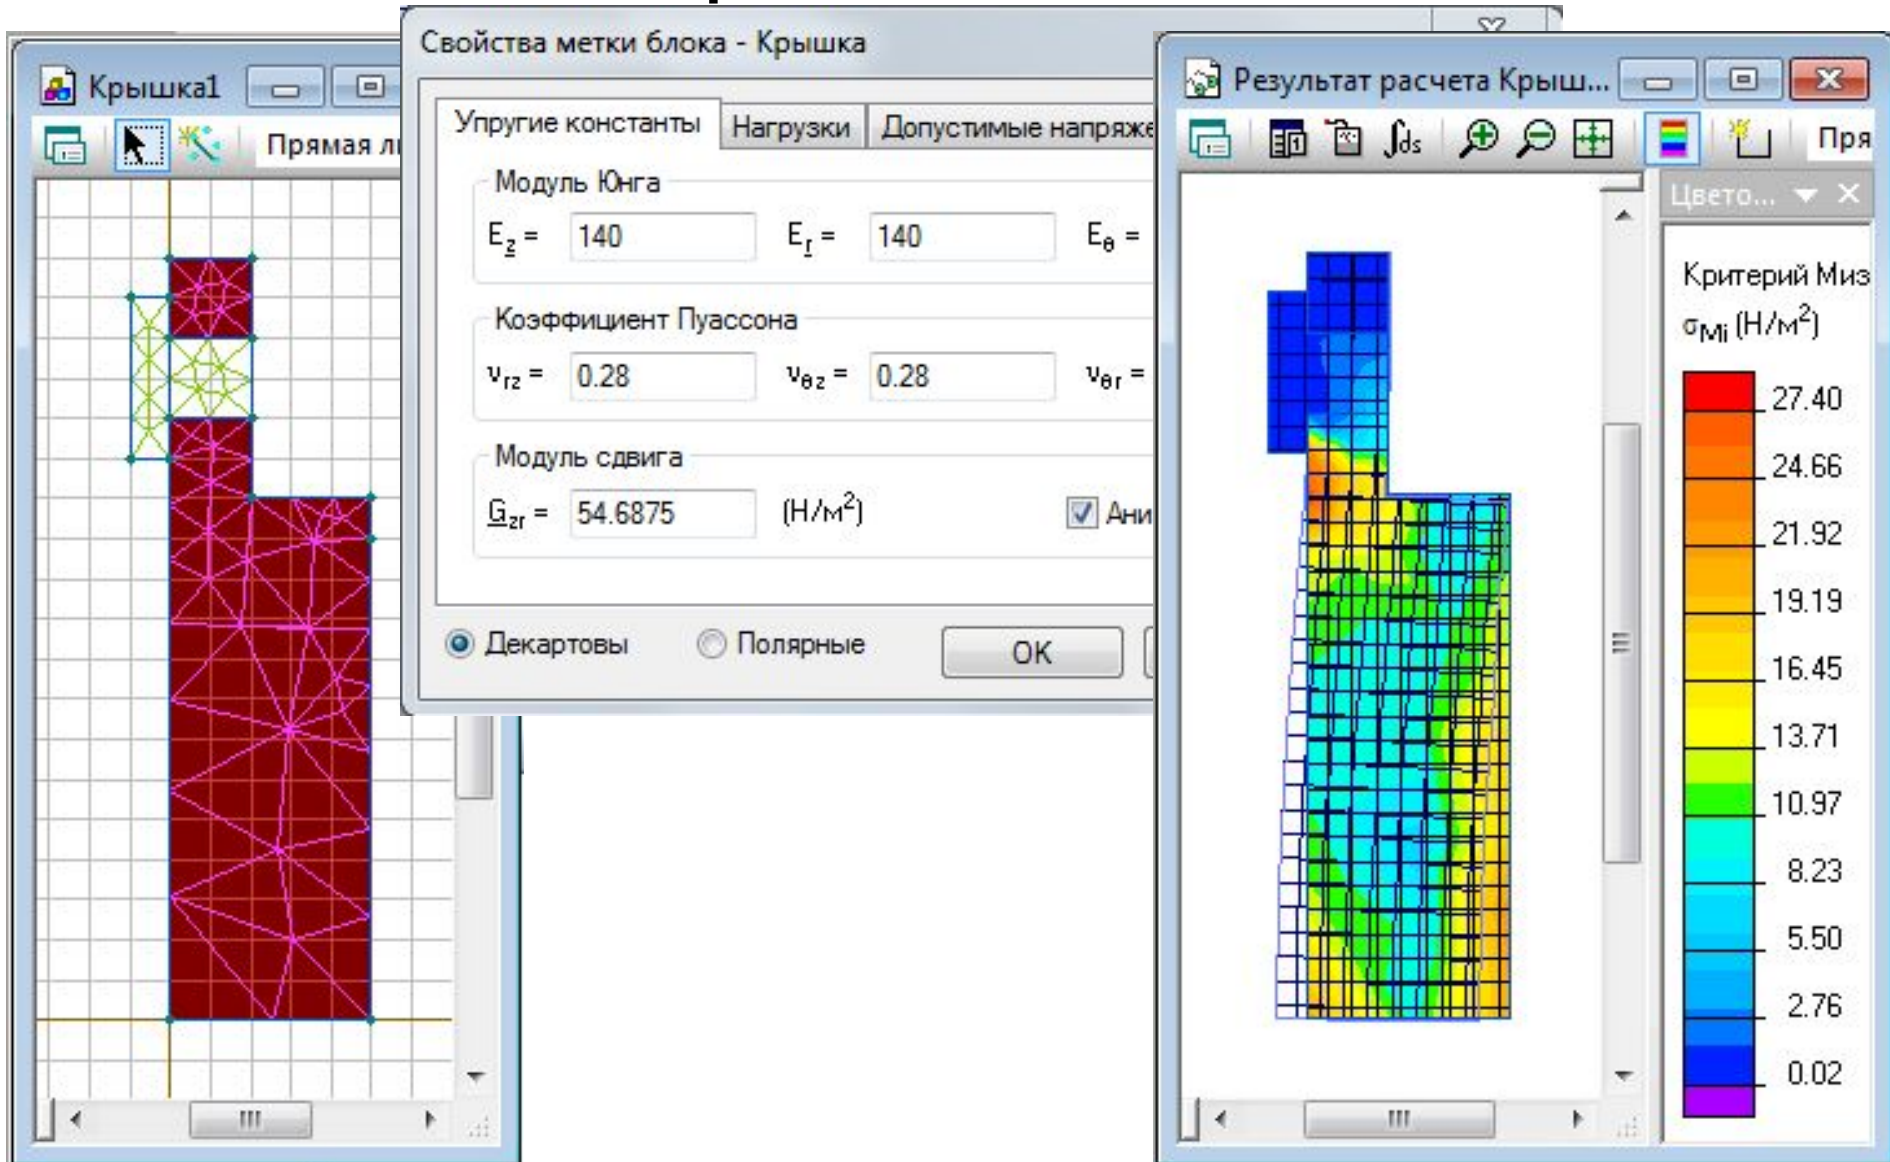 Крышка1
Прямая ли
Свойства метки блока - Крышка
Упругие константы
Нагрузки
Допустимые напряже
Модуль Юнга
E_z = 140
E_r = 140
E_θ =
Коэффициент Пуассона
ν_rz = 0.28
ν_θz = 0.28
ν_θr =
Модуль сдвига
G_zr = 54.6875 (Н/м²)
Ани
Декартовы
Полярные
OK
Результат расчета Крыш...
∫ds
Пря
Цвето...
Критерий Миз
σ_Mi (Н/м²)
27.40
24.66
21.92
19.19
16.45
13.71
10.97
8.23
5.50
2.76
0.02